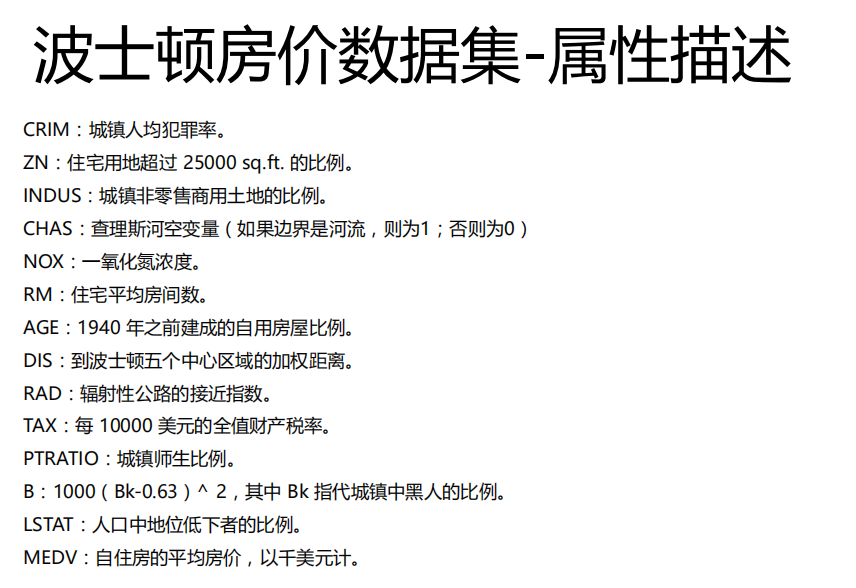 波士顿房价数据集-属性描述
CRIM：城镇人均犯罪率。
ZN：住宅用地超过 25000 sq.ft. 的比例。
INDUS：城镇非零售商用土地的比例。
CHAS：查理斯河空变量（如果边界是河流，则为1；否则为0）
NOX：一氧化氮浓度。
RM：住宅平均房间数。
AGE：1940 年之前建成的自用房屋比例。
DIS：到波士顿五个中心区域的加权距离。
RAD：辐射性公路的接近指数。
TAX：每 10000 美元的全值财产税率。
PTRATIO：城镇师生比例。
B：1000（Bk-0.63）^ 2，其中 Bk 指代城镇中黑人的比例。
LSTAT：人口中地位低下者的比例。
MEDV：自住房的平均房价，以千美元计。